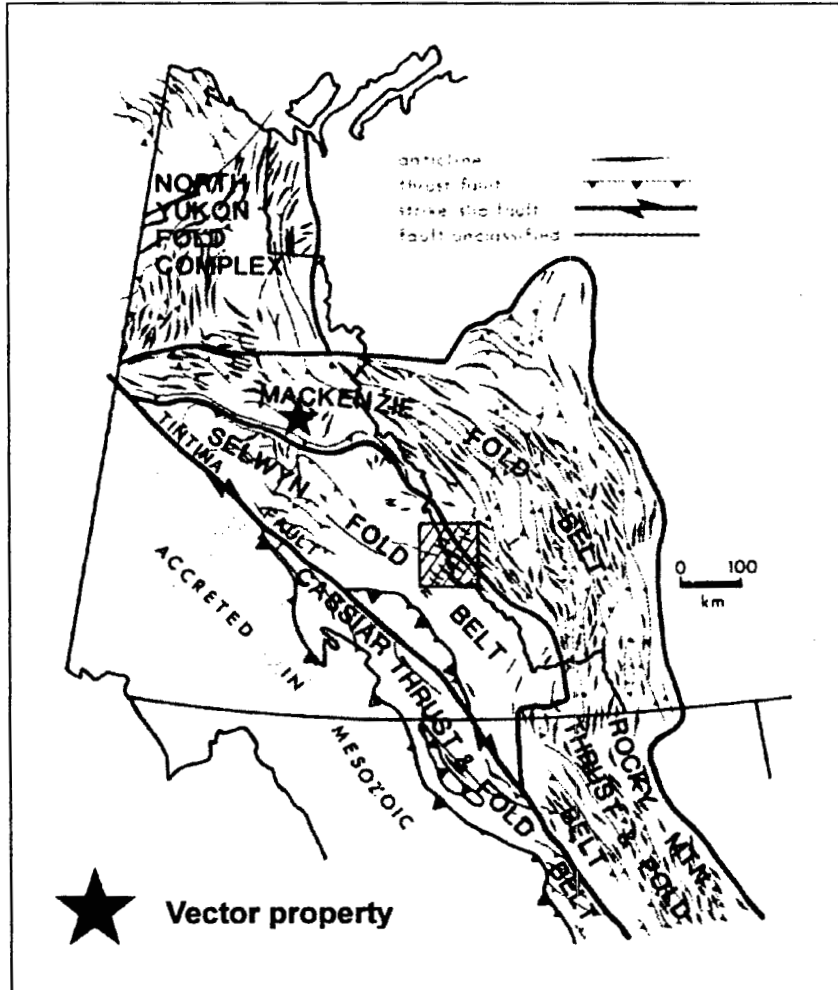 anticline
thrust fault
strike slip fault
fault unclassified
NORTH
YUKON
FOLD
COMPLEX
MACKENZIE
FOLD
BELT
SELWYN
FOLD
BELT
TINTINA
FAULT
0 100
km
ACCRETED IN
MESOZOIC
CASSIAR THRUST & FOLD
BELT
ROCKY MTN
THRUST & FOLD
BELT
Vector property